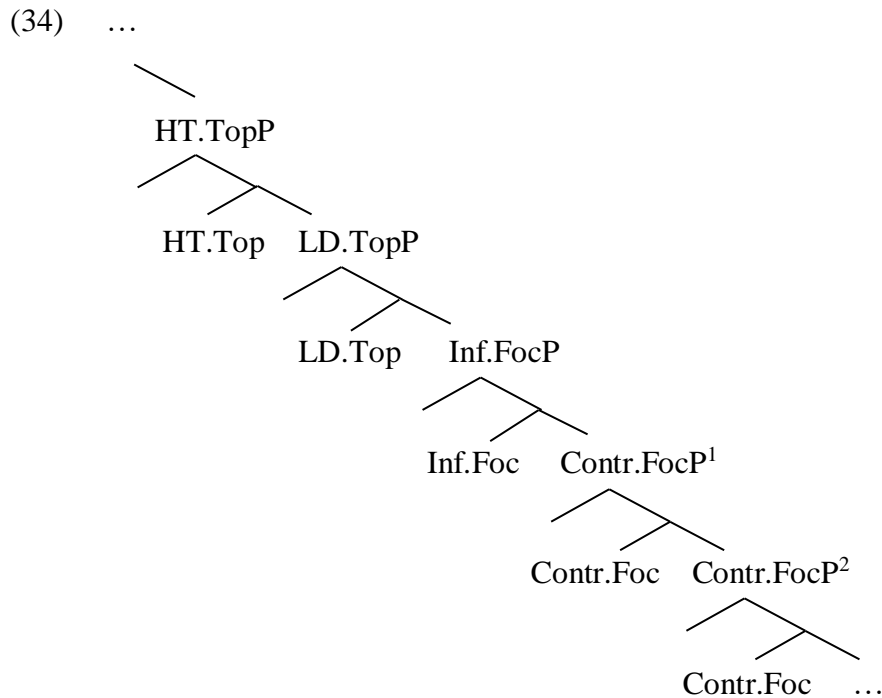 (34) …
HT.TopP
HT.Top LD.TopP
LD.Top Inf.FocP
Inf.Foc Contr.FocP¹
Contr.Foc Contr.FocP²
Contr.Foc …